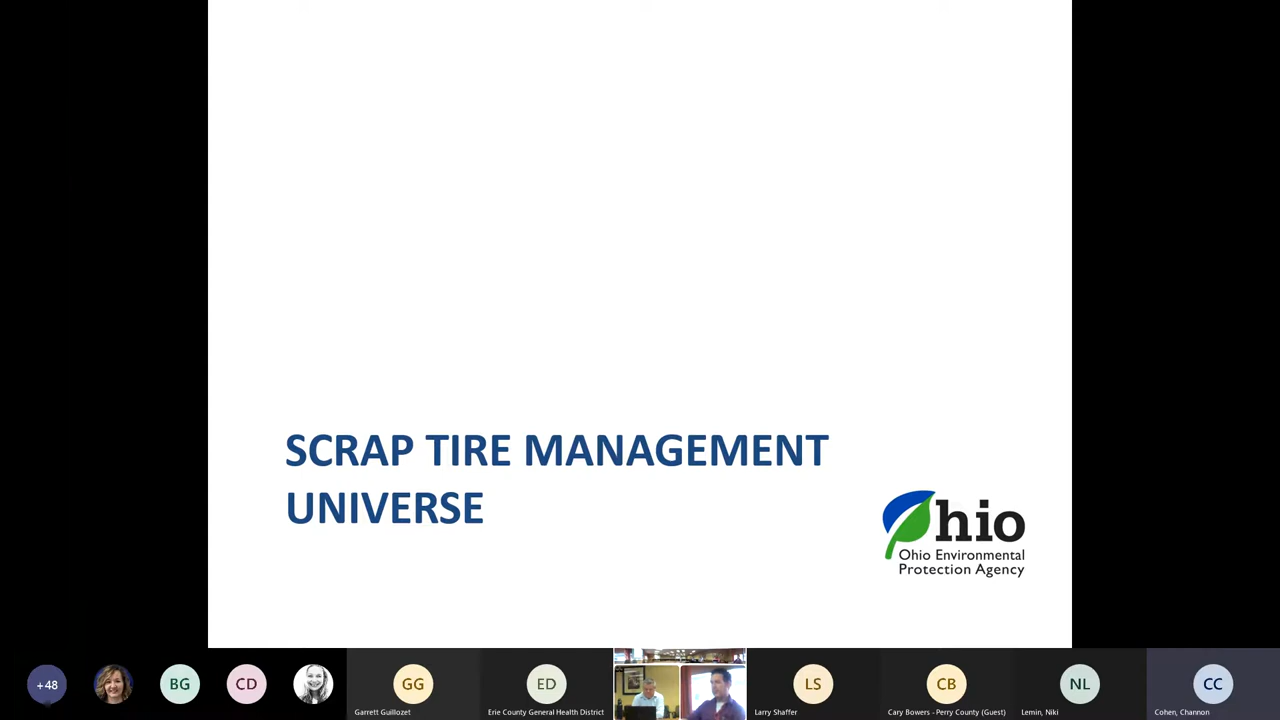 SCRAP TIRE MANAGEMENT
UNIVERSE
Ohio
Ohio Environmental
Protection Agency
+48
BG
CD
GG
Garrett Guillozet
ED
Erie County General Health District
LS
Larry Shaffer
CB
Cary Bowers - Perry County (Guest)
NL
Lemin, Niki
CC
Cohen, Channon